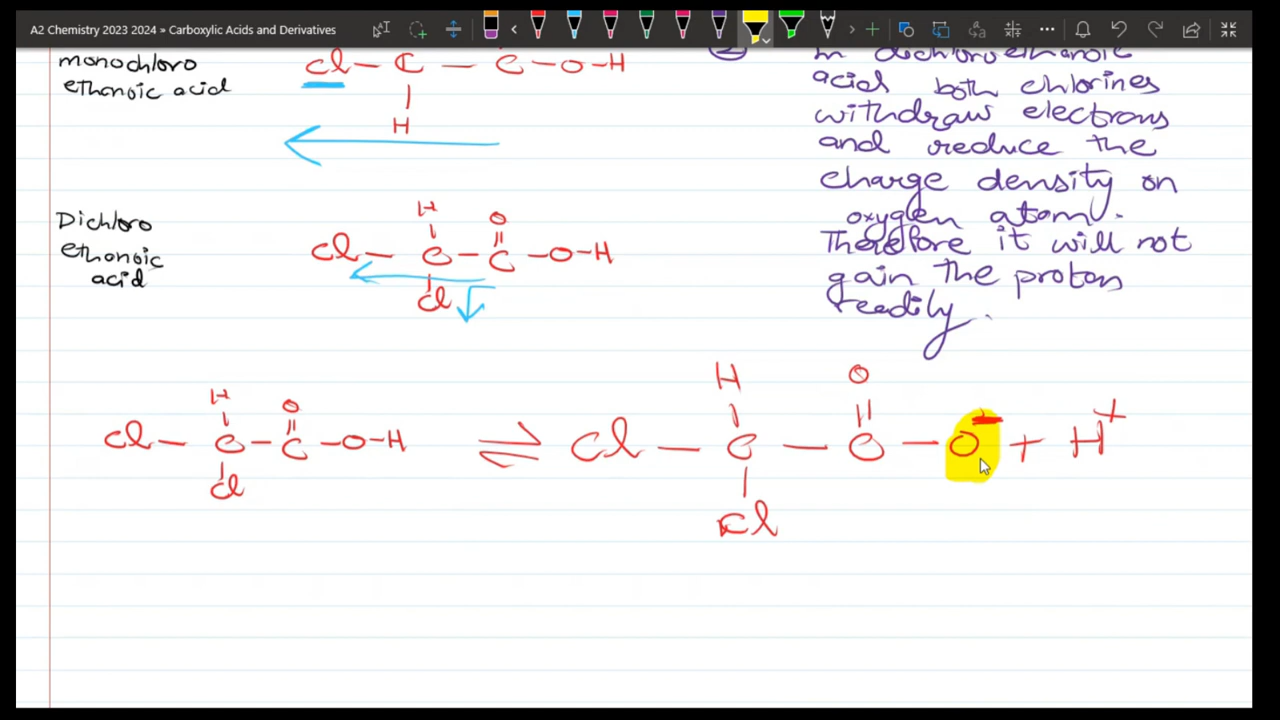 A2 Chemistry 2023 2024 » Carboxylic Acids and Derivatives
monochloro
ethanoic acid
Cl — C — C — O — H
H
In dichloroethanoic
acid both chlorines
withdraw electrons
and reduce the
charge density on
oxygen atom.
Therefore it will not
gain the proton
readily.
Dichloro
ethanoic
acid
H O
Cl — C — C — O — H
Cl
H O
Cl — C — C — O — H ⇌ Cl — C — C — O⁻ + H⁺
Cl
H O
Cl
2